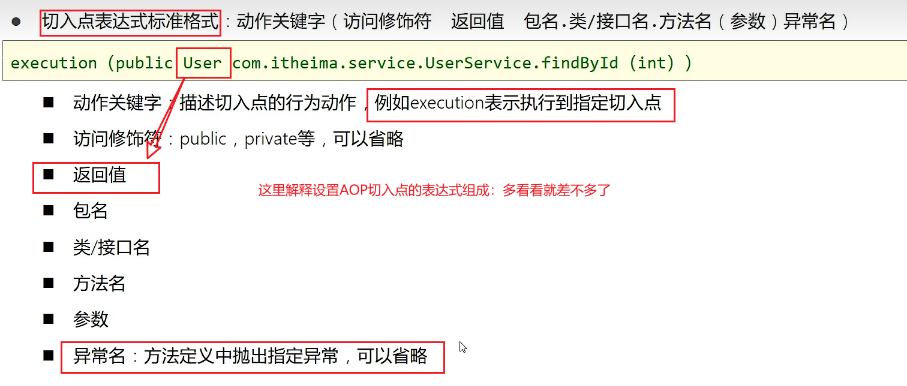 切入点表达式标准格式：动作关键字（访问修饰符 返回值 包名.类/接口名.方法名（参数）异常名）
execution (public User com.itheima.service.UserService.findById (int) )
动作关键字：描述切入点的行为动作，例如execution表示执行到指定切入点
访问修饰符：public，private等，可以省略
返回值
这里解释设置AOP切入点的表达式组成：多看看就差不多了
包名
类/接口名
方法名
参数
异常名：方法定义中抛出指定异常，可以省略